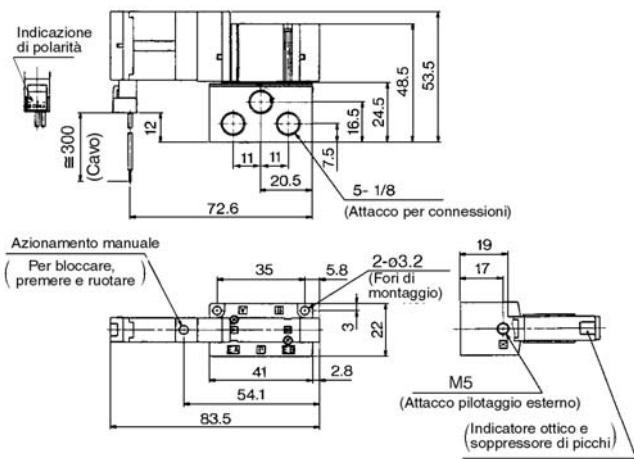 Indicazione
di polarità
≅300
(Cavo)
12
11
11
20.5
72.6
7.5
16.5
24.5
48.5
53.5
5- 1/8
(Attacco per connessioni)
Azionamento manuale
(Per bloccare,
premere e ruotare)
35
5.8
2-ø3.2
(Fori di
montaggio)
3
22
41
2.8
54.1
83.5
19
17
M5
(Attacco pilotaggio esterno)
(Indicatore ottico e
soppressore di picchi)